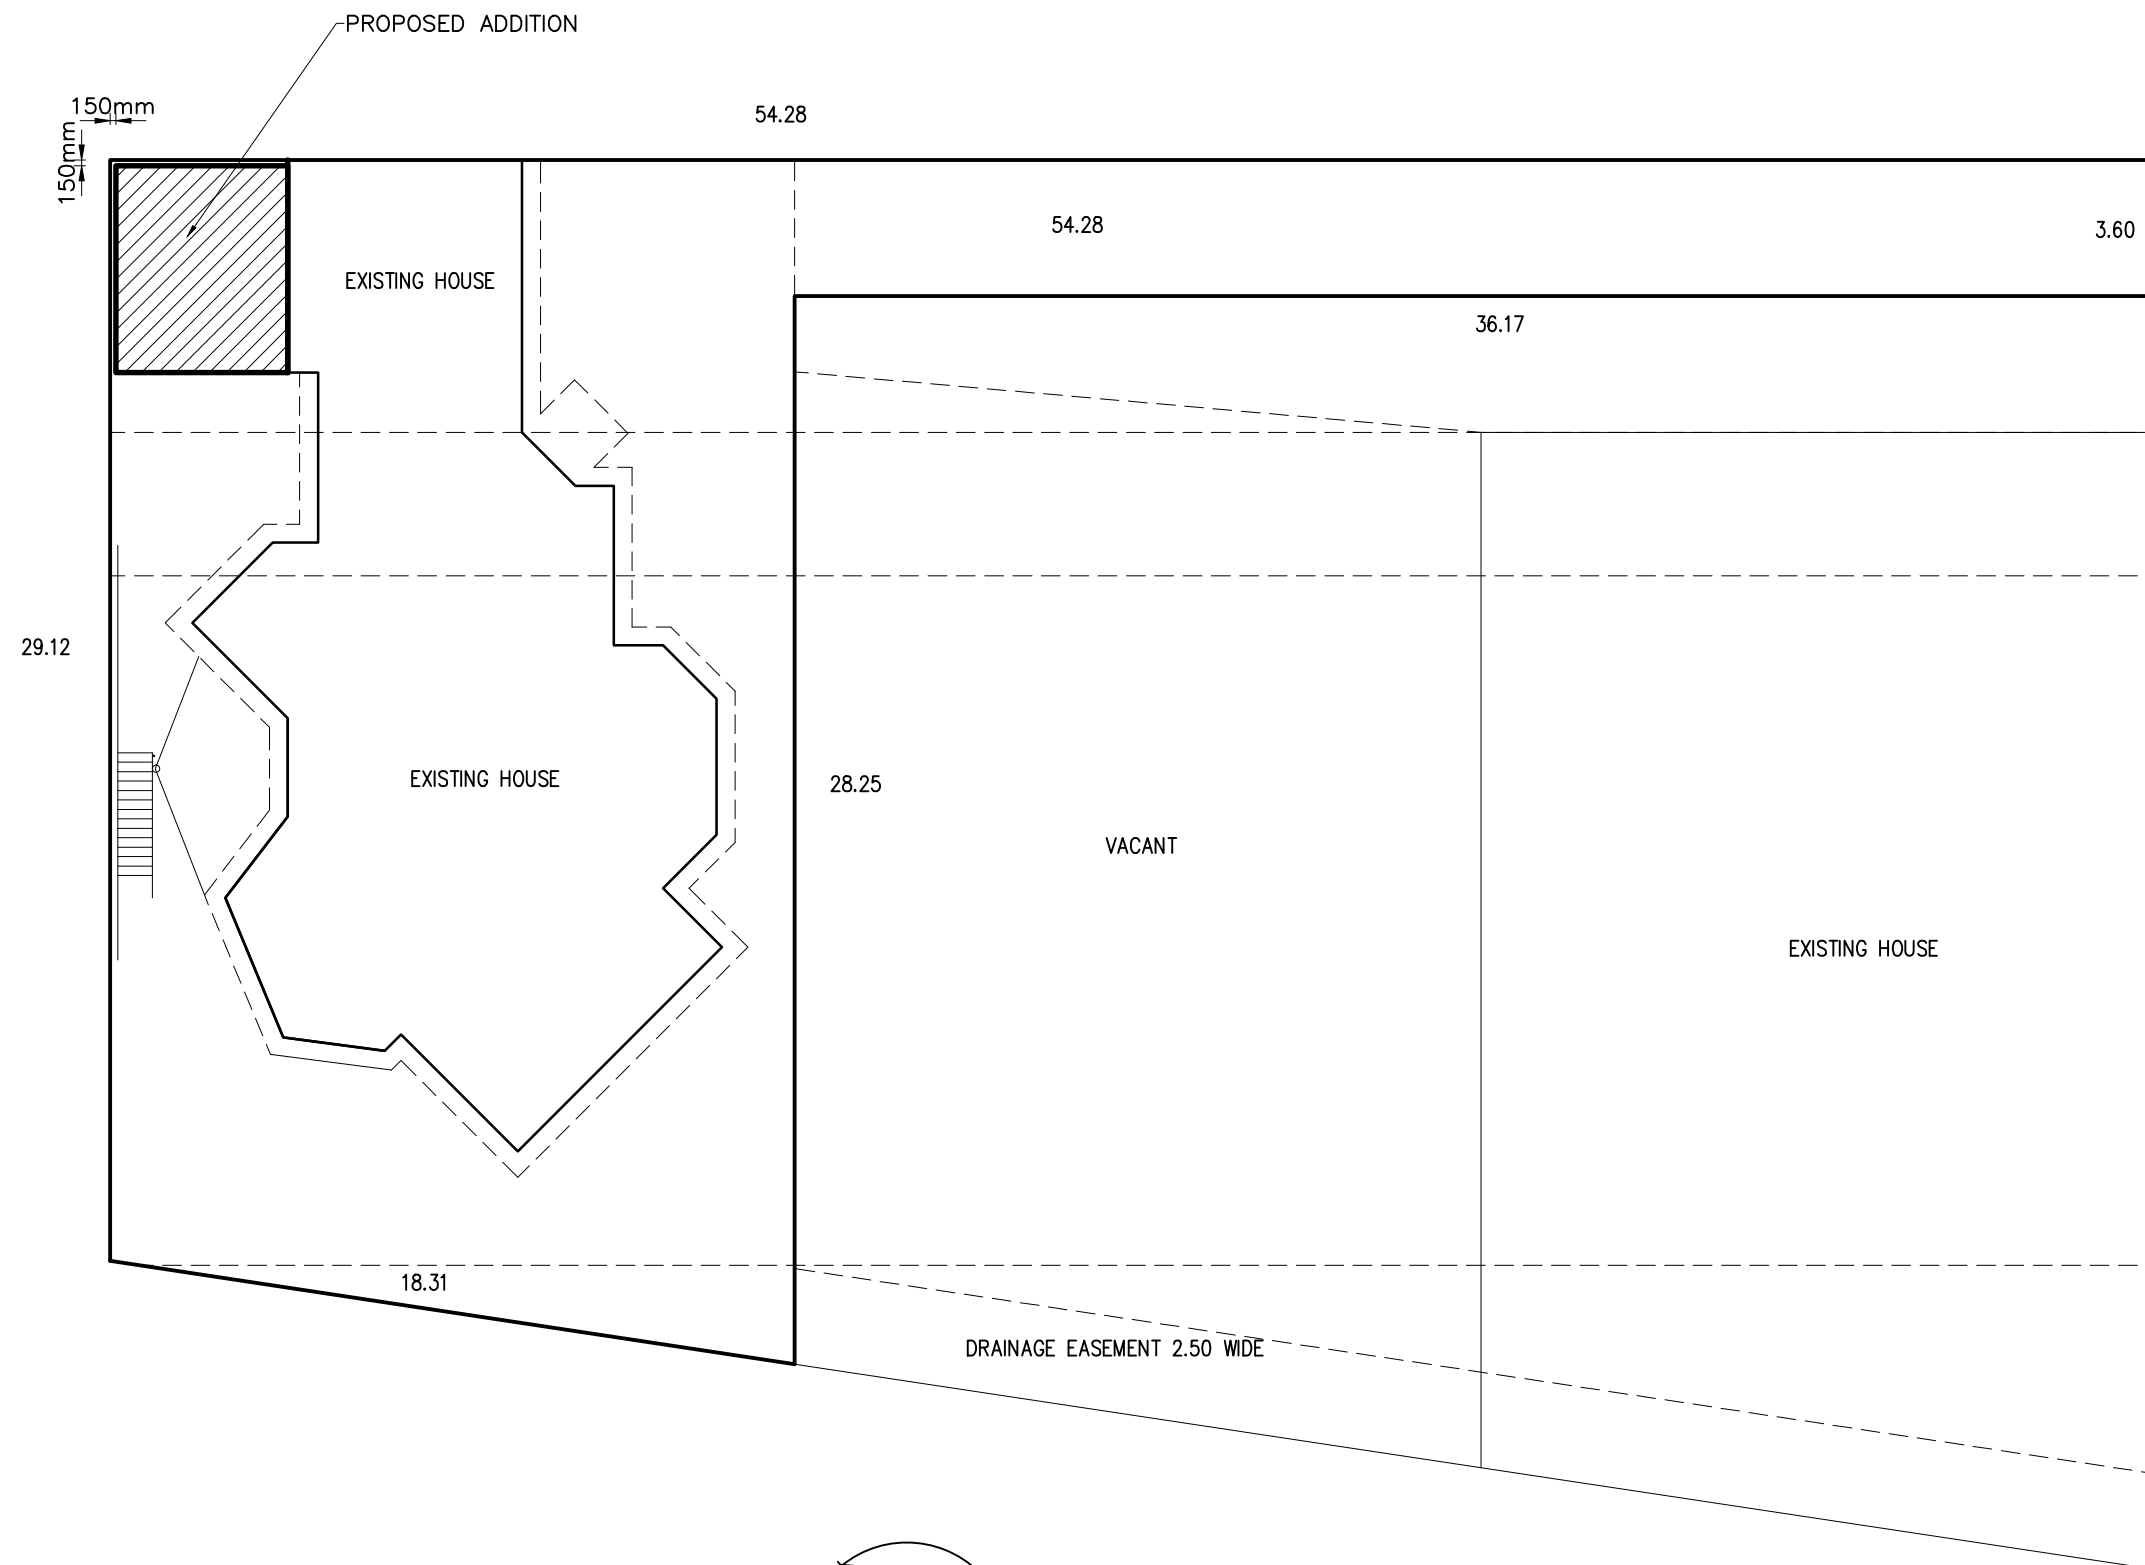 PROPOSED ADDITION
150mm
150mm
54.28
54.28
3.60
EXISTING HOUSE
36.17
29.12
EXISTING HOUSE
28.25
VACANT
EXISTING HOUSE
18.31
DRAINAGE EASEMENT 2.50 WIDE